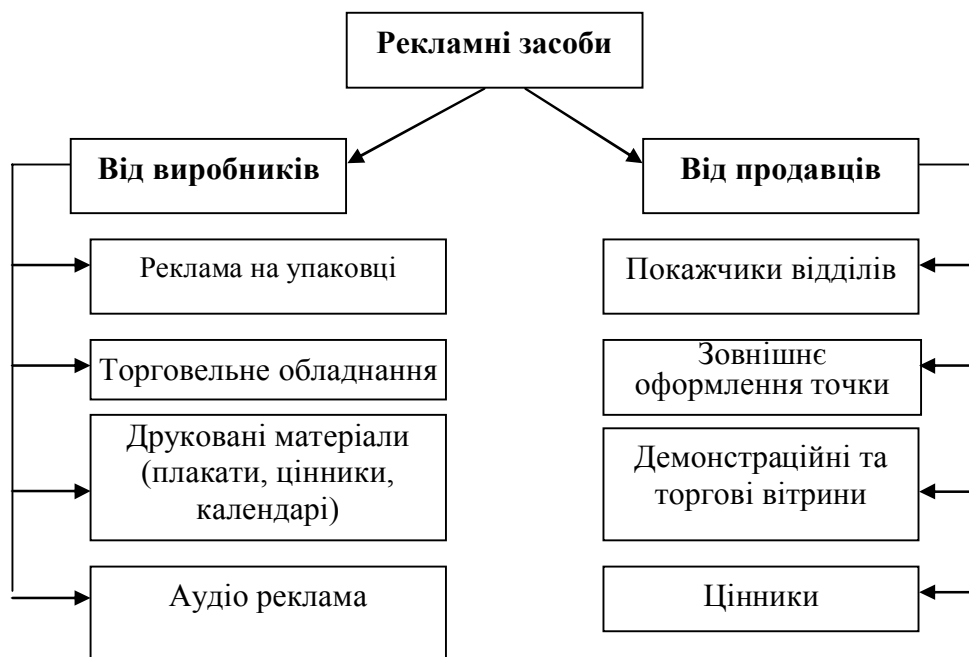 Рекламні засоби
Від виробників
Від продавців
Реклама на упаковці
Покажчики відділів
Торговельне обладнання
Зовнішнє
оформлення точки
Друковані матеріали
(плакати, цінники,
календарі)
Демонстраційні та
торгові вітрини
Аудіо реклама
Цінники